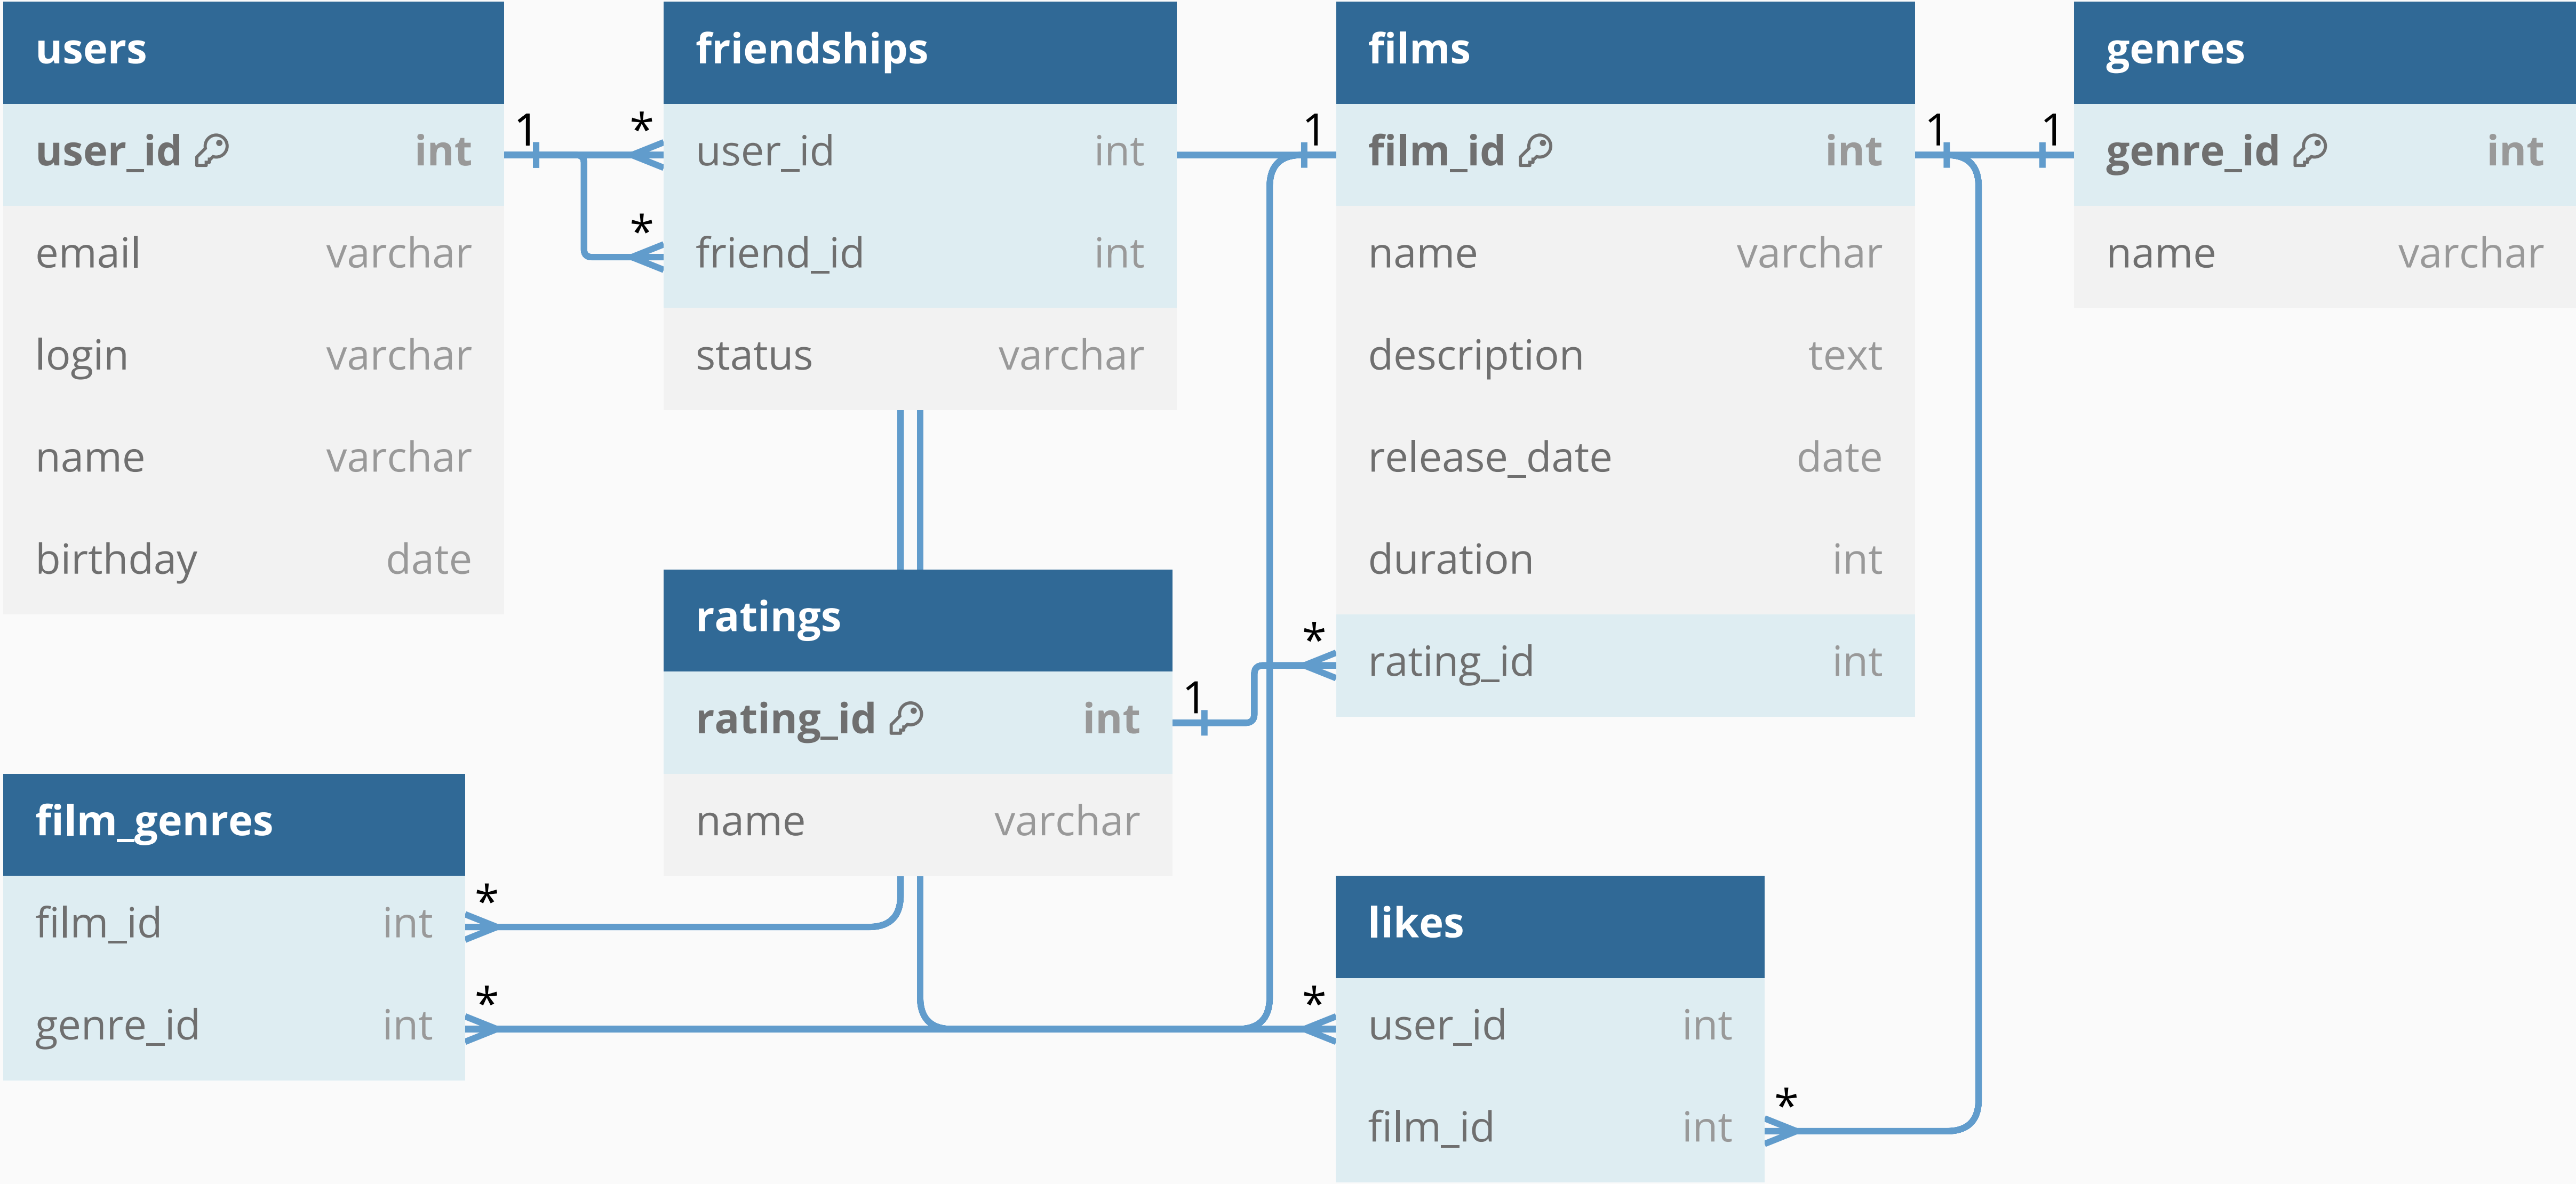 users
user_id int
email varchar
login varchar
name varchar
birthday date
1
*
*
friendships
user_id int
friend_id int
status varchar
1
films
film_id int
name varchar
description text
release_date date
duration int
rating_id int
1
1
genres
genre_id int
name varchar
ratings
rating_id int
name varchar
1
*
film_genres
film_id int
genre_id int
*
*
*
likes
user_id int
film_id int
*